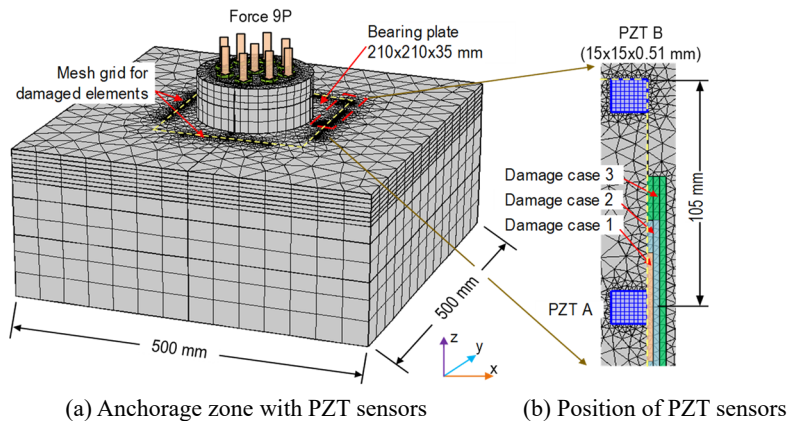 Force 9P
Bearing plate
210x210x35 mm
Mesh grid for
damaged elements
500 mm
500 mm
z
y
x
PZT B
(15x15x0.51 mm)
Damage case 3
Damage case 2
Damage case 1
105 mm
PZT A
(a) Anchorage zone with PZT sensors
(b) Position of PZT sensors